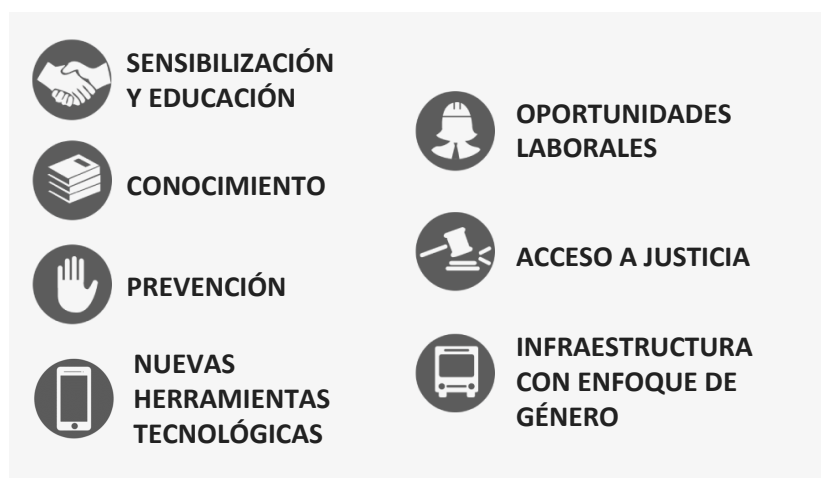 SENSIBILIZACIÓN
Y EDUCACIÓN
CONOCIMIENTO
PREVENCIÓN
NUEVAS
HERRAMIENTAS
TECNOLÓGICAS
OPORTUNIDADES
LABORALES
ACCESO A JUSTICIA
INFRAESTRUCTURA
CON ENFOQUE DE
GÉNERO